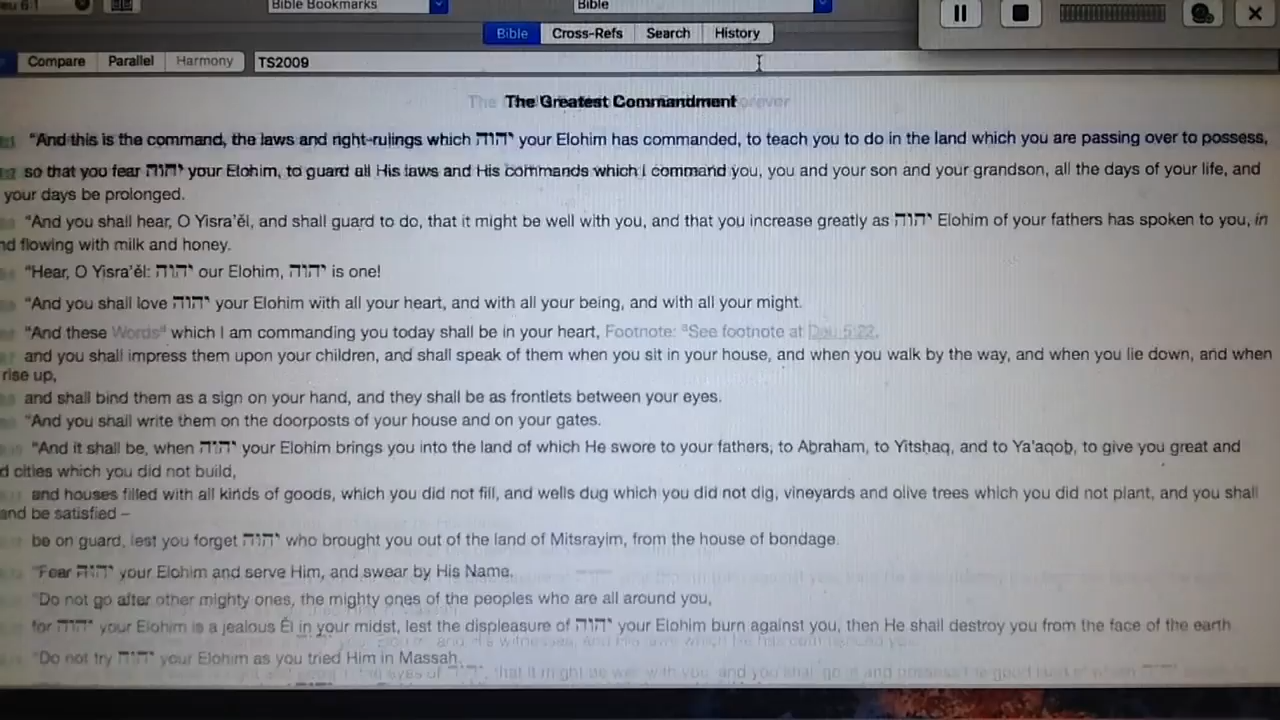 eu 6:1
Bible Bookmarks
Bible
Bible Cross-Refs Search History
Compare Parallel Harmony TS2009
The Greatest Commandment
“And this is the command, the laws and right-rulings which יהוה your Elohim has commanded, to teach you to do in the land which you are passing over to possess,
so that you fear יהוה your Elohim, to guard all His laws and His commands which I command you, you and your son and your grandson, all the days of your life, and
your days be prolonged.
“And you shall hear, O Yisra’ěl, and shall guard to do, that it might be well with you, and that you increase greatly as יהוה Elohim of your fathers has spoken to you, in
nd flowing with milk and honey.
“Hear, O Yisra’ěl: יהוה our Elohim, יהוה is one!
“And you shall love יהוה your Elohim with all your heart, and with all your being, and with all your might.
“And these Wordsᵃ which I am commanding you today shall be in your heart, Footnote: ᵃSee footnote at Deu 5:22.
and you shall impress them upon your children, and shall speak of them when you sit in your house, and when you walk by the way, and when you lie down, and when
rise up,
and shall bind them as a sign on your hand, and they shall be as frontlets between your eyes.
“And you shall write them on the doorposts of your house and on your gates.
“And it shall be, when יהוה your Elohim brings you into the land of which He swore to your fathers, to Aḇraham, to Yitsḥaq, and to Ya‛aqoḇ, to give you great and
d cities which you did not build,
and houses filled with all kinds of goods, which you did not fill, and wells dug which you did not dig, vineyards and olive trees which you did not plant, and you shall
and be satisfied –
be on guard, lest you forget יהוה who brought you out of the land of Mitsrayim, from the house of bondage.
“Fear יהוה your Elohim and serve Him, and swear by His Name.
“Do not go after other mighty ones, the mighty ones of the peoples who are all around you,
for יהוה your Elohim is a jealous Ěl in your midst, lest the displeasure of יהוה your Elohim burn against you, then He shall destroy you from the face of the earth
“Do not try יהוה your Elohim as you tried Him in Massah.